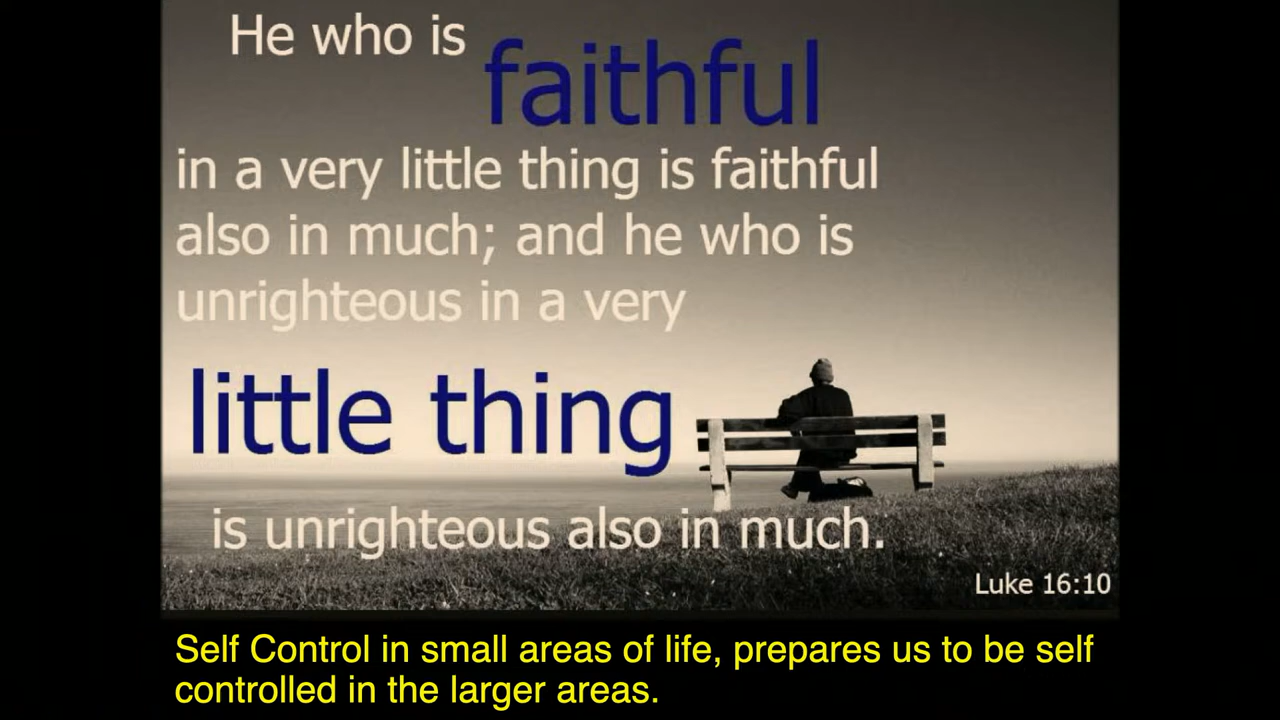 He who is
faithful
in a very little thing is faithful
also in much; and he who is
unrighteous in a very
little thing
is unrighteous also in much.
Luke 16:10
Self Control in small areas of life, prepares us to be self
controlled in the larger areas.